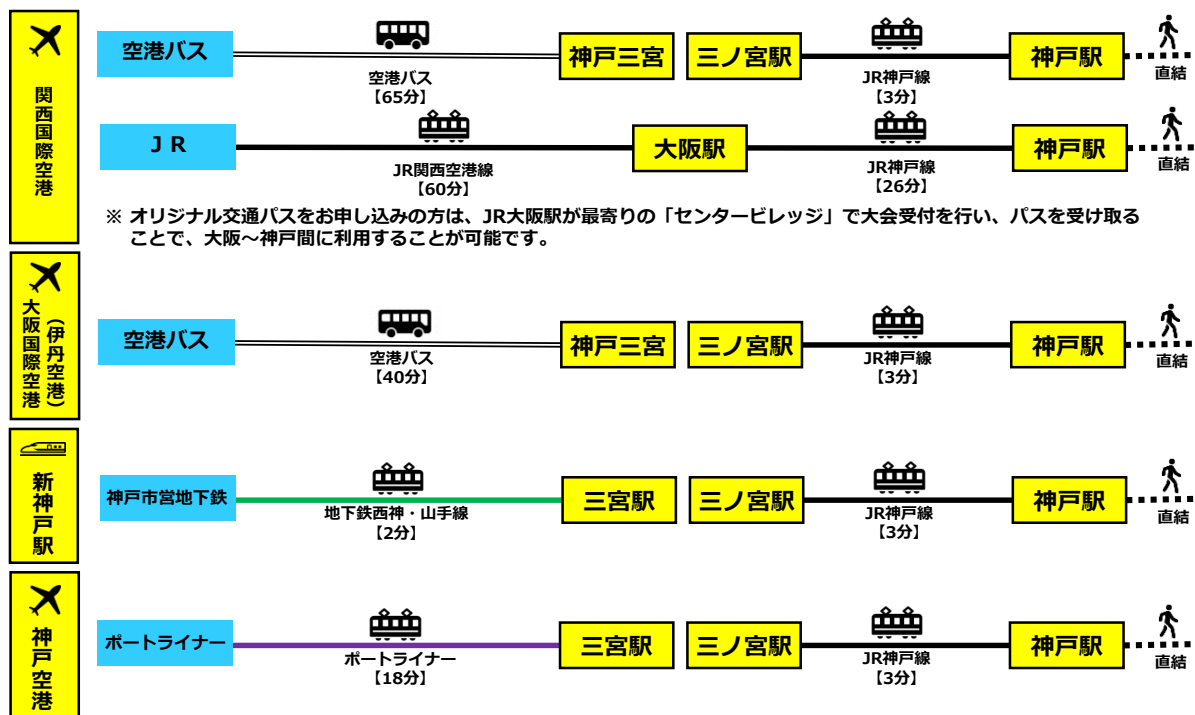 関西国際空港
空港バス
空港バス
【65分】
神戸三宮
三ノ宮駅
JR神戸線
【3分】
神戸駅
直結
ＪＲ
JR関西空港線
【60分】
大阪駅
JR神戸線
【26分】
神戸駅
直結
※ オリジナル交通パスをお申し込みの方は、JR大阪駅が最寄りの「センタービレッジ」で大会受付を行い、パスを受け取る
ことで、大阪～神戸間に利用することが可能です。
大阪国際空港
（伊丹空港）
空港バス
空港バス
【40分】
神戸三宮
三ノ宮駅
JR神戸線
【3分】
神戸駅
直結
新神戸駅
神戸市営地下鉄
地下鉄西神・山手線
【2分】
三宮駅
三ノ宮駅
JR神戸線
【3分】
神戸駅
直結
神戸空港
ポートライナー
ポートライナー
【18分】
三宮駅
三ノ宮駅
JR神戸線
【3分】
神戸駅
直結